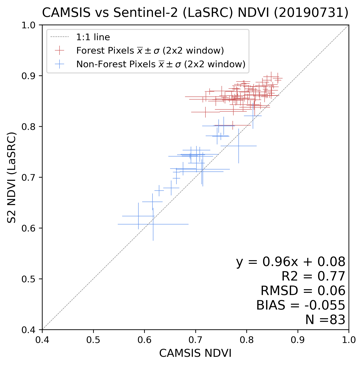 CAMSIS vs Sentinel-2 (LaSRC) NDVI (20190731)
1:1 line
Forest Pixels x̅ ± σ (2x2 window)
Non-Forest Pixels x̅ ± σ (2x2 window)
S2 NDVI (LaSRC)
1.0
0.9
0.8
0.7
0.6
0.5
0.4
y = 0.96x + 0.08
R2 = 0.77
RMSD = 0.06
BIAS = -0.055
N =83
0.4 0.5 0.6 0.7 0.8 0.9 1.0
CAMSIS NDVI